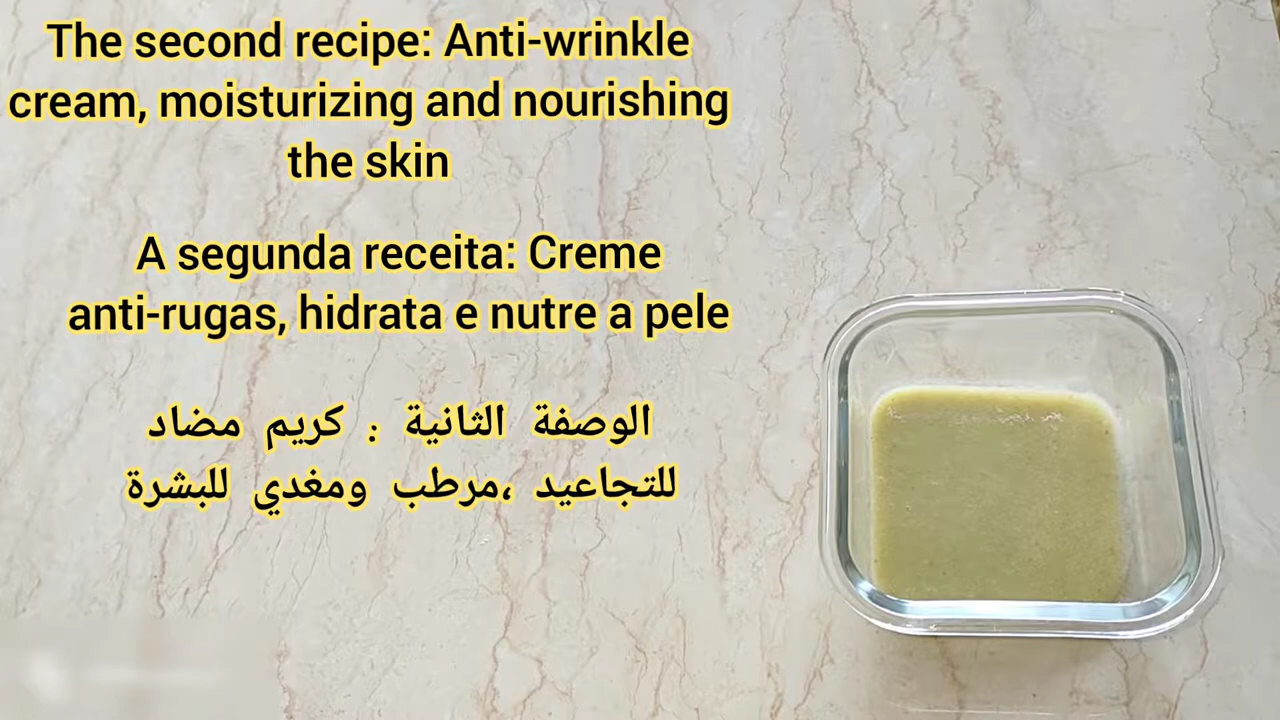 The second recipe: Anti-wrinkle
cream, moisturizing and nourishing
the skin
A segunda receita: Creme
anti-rugas, hidrata e nutre a pele
الوصفة الثانية : كريم مضاد
للتجاعيد ،مرطب ومغدي للبشرة